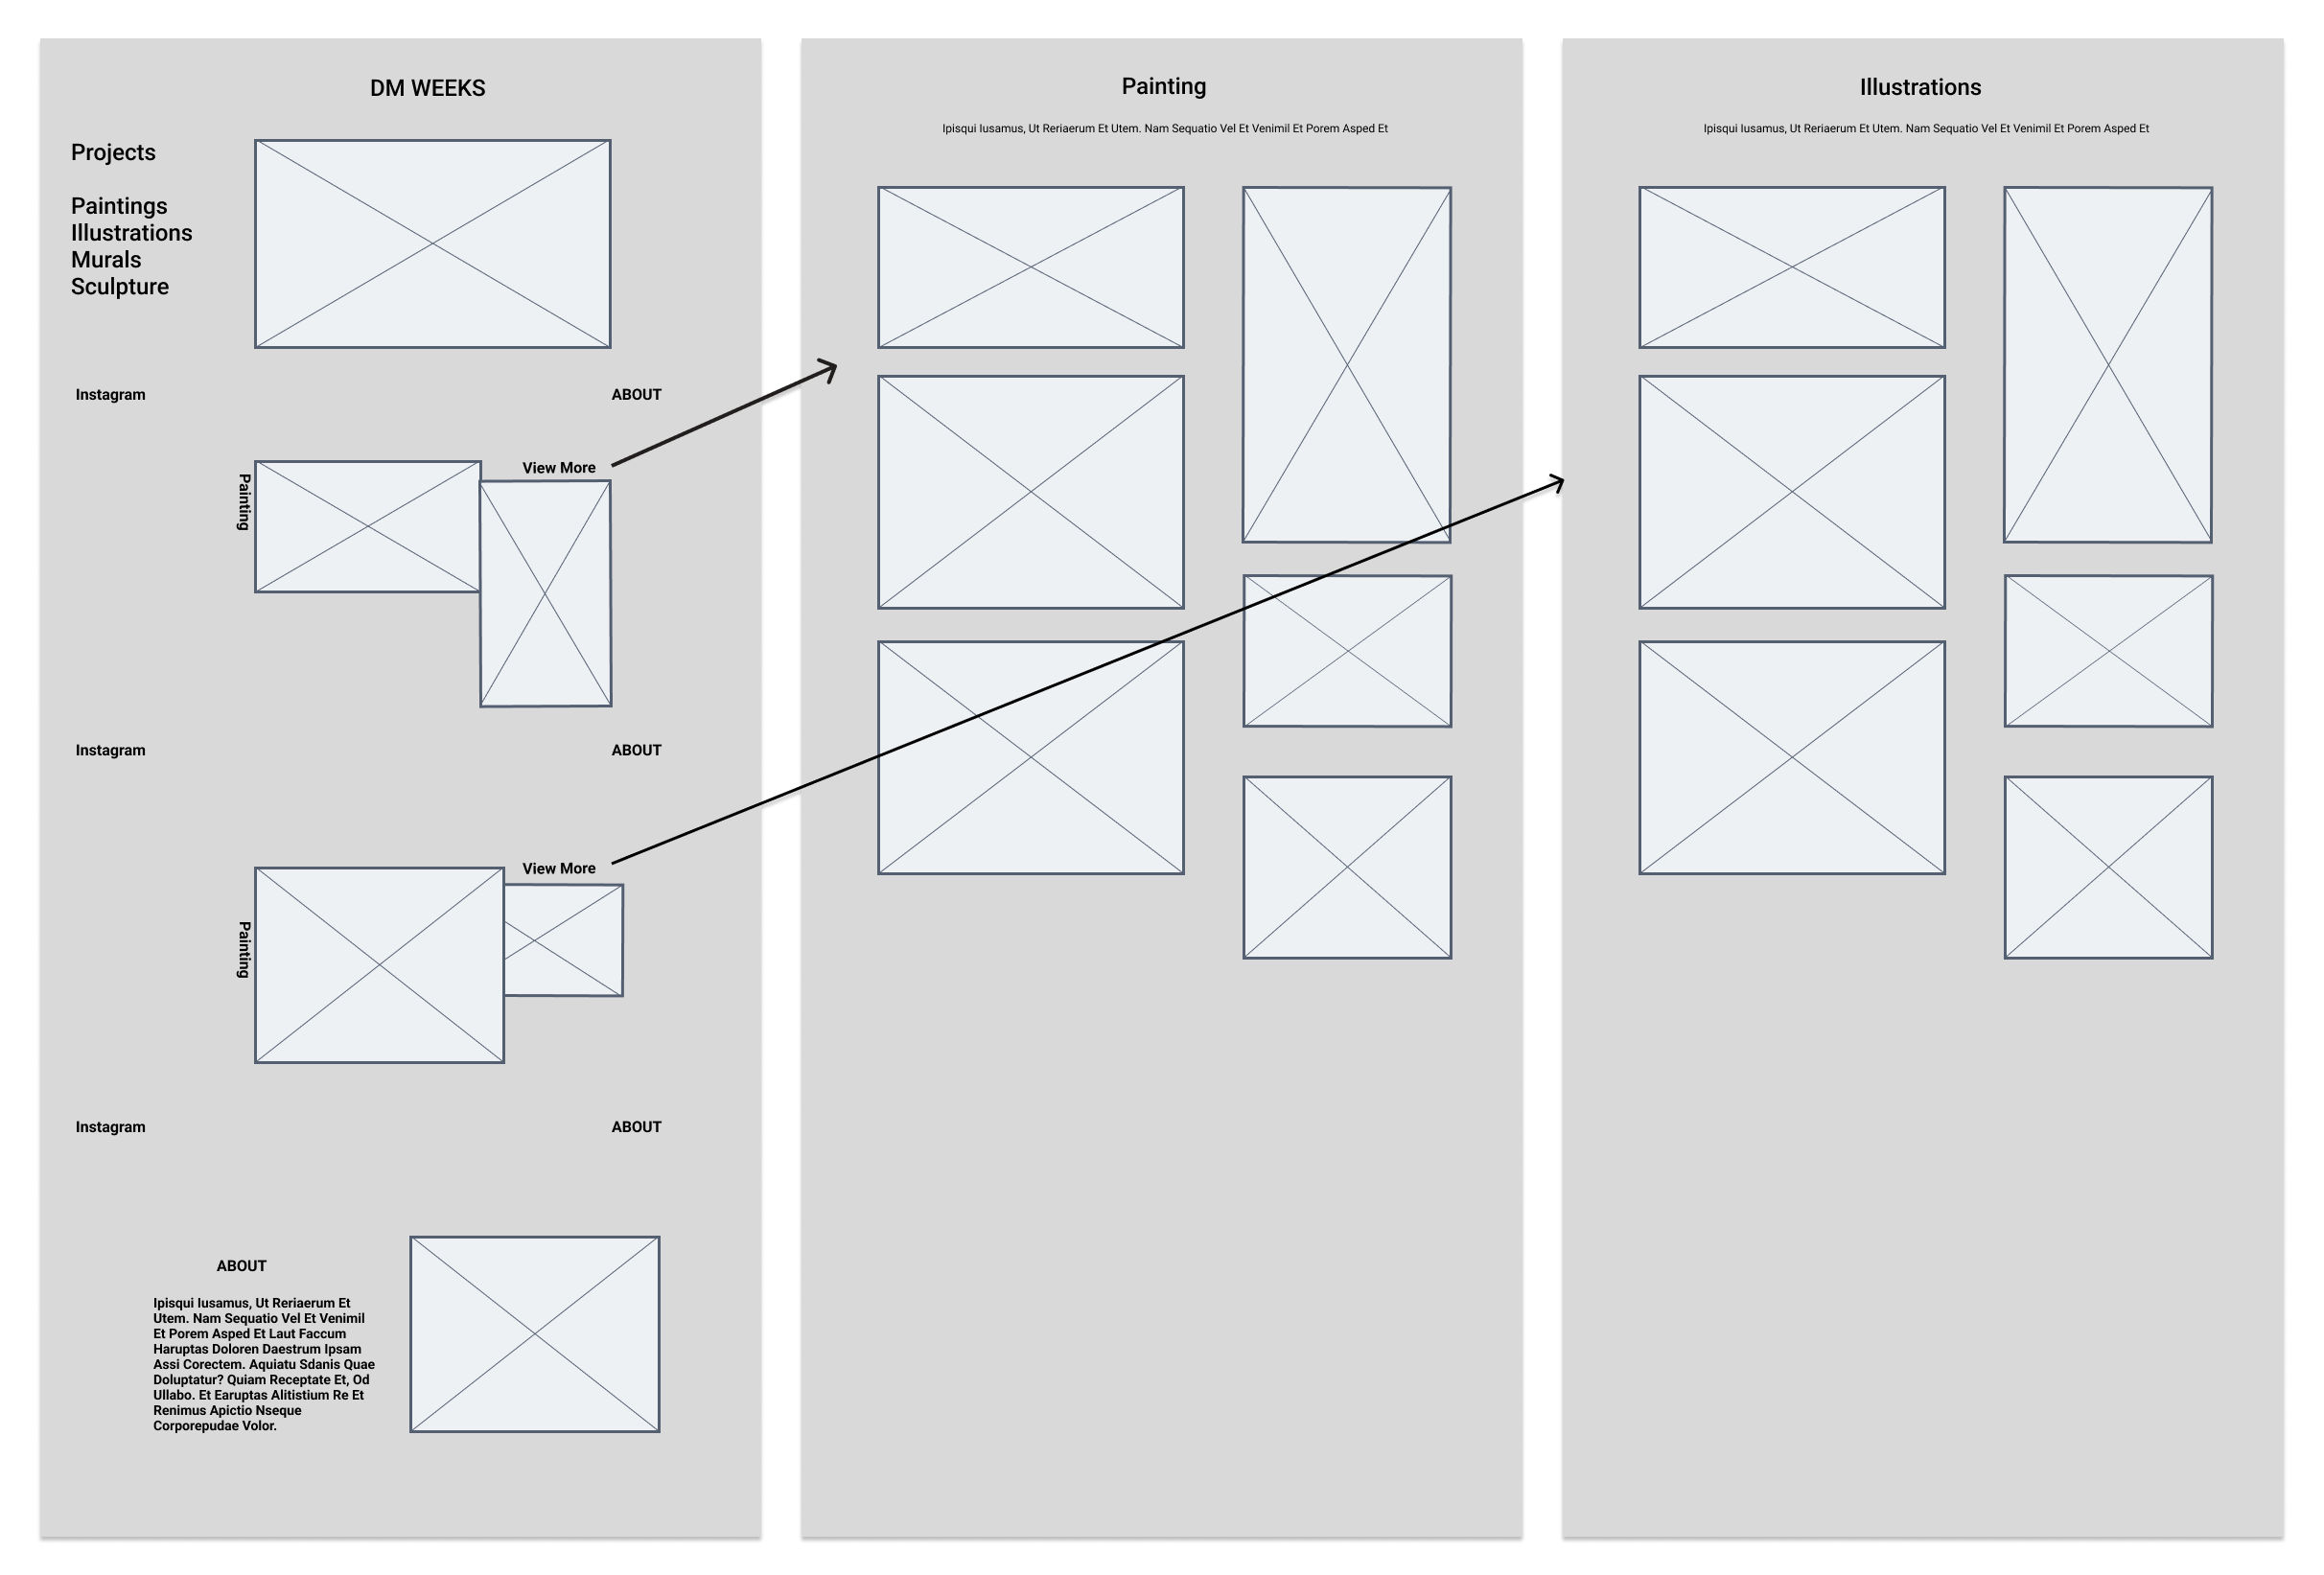 DM WEEKS
Projects
Paintings
Illustrations
Murals
Sculpture
Instagram
ABOUT
Painting
View More
Instagram
ABOUT
View More
Painting
Instagram
ABOUT
ABOUT
Ipisqui Iusamus, Ut Reriaerum Et
Utem. Nam Sequatio Vel Et Venimil
Et Porem Asped Et Laut Faccum
Haruptas Doloren Daestrum Ipsam
Assi Corectem. Aquiatu Sdanis Quae
Doluptatur? Quiam Receptate Et, Od
Ullabo. Et Earuptas Alitistium Re Et
Renimus Apictio Nseque
Corporepudae Volor.
Painting
Ipisqui Iusamus, Ut Reriaerum Et Utem. Nam Sequatio Vel Et Venimil Et Porem Asped Et
Illustrations
Ipisqui Iusamus, Ut Reriaerum Et Utem. Nam Sequatio Vel Et Venimil Et Porem Asped Et